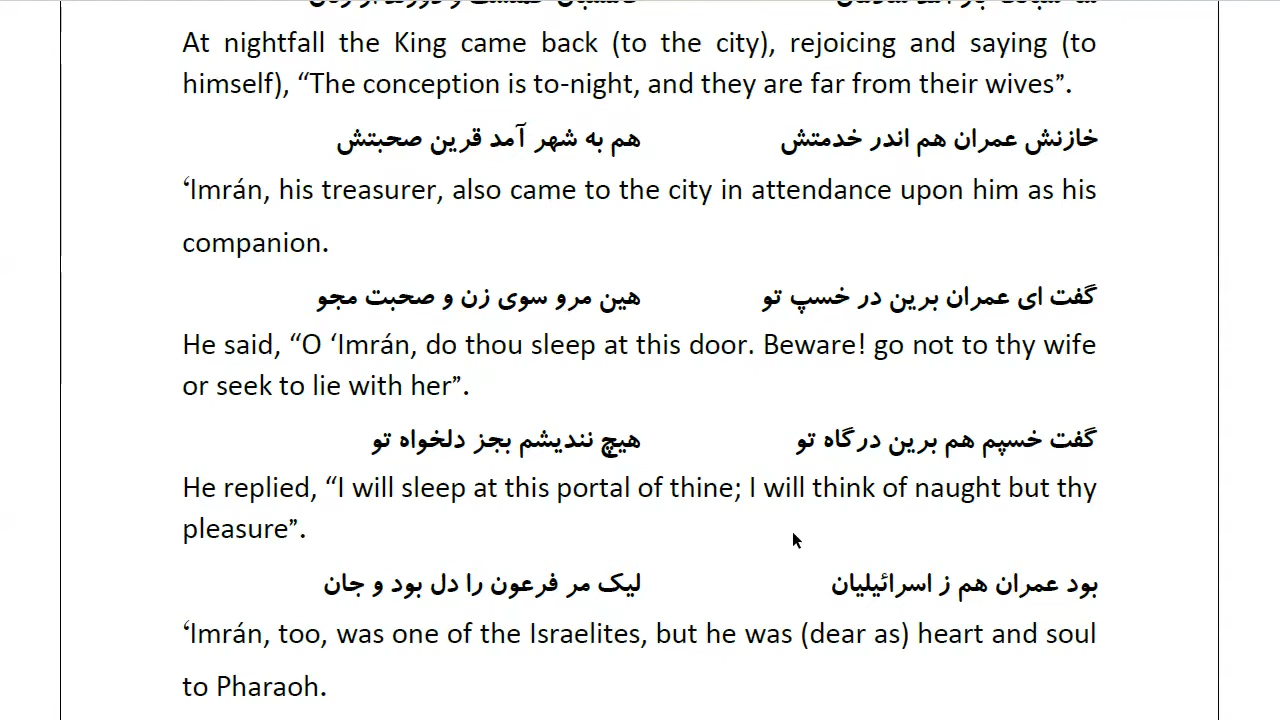 At nightfall the King came back (to the city), rejoicing and saying (to
himself), “The conception is to-night, and they are far from their wives”.
خازنش عمران هم اندر خدمتش هم به شهر آمد قرین صحبتش
‘Imrán, his treasurer, also came to the city in attendance upon him as his
companion.
گفت ای عمران برین در خسپ تو هین مرو سوی زن و صحبت مجو
He said, “O ‘Imrán, do thou sleep at this door. Beware! go not to thy wife
or seek to lie with her”.
گفت خسپم هم برین درگاه تو هیچ نندیشم بجز دلخواه تو
He replied, “I will sleep at this portal of thine; I will think of naught but thy
pleasure”.
بود عمران هم ز اسرائیلیان لیک مر فرعون را دل بود و جان
‘Imrán, too, was one of the Israelites, but he was (dear as) heart and soul
to Pharaoh.